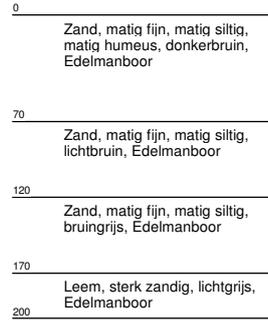 0
Zand, matig fijn, matig siltig,
matig humeus, donkerbruin,
Edelmanboor
70
Zand, matig fijn, matig siltig,
lichtbruin, Edelmanboor
120
Zand, matig fijn, matig siltig,
bruingrijs, Edelmanboor
170
Leem, sterk zandig, lichtgrijs,
Edelmanboor
200